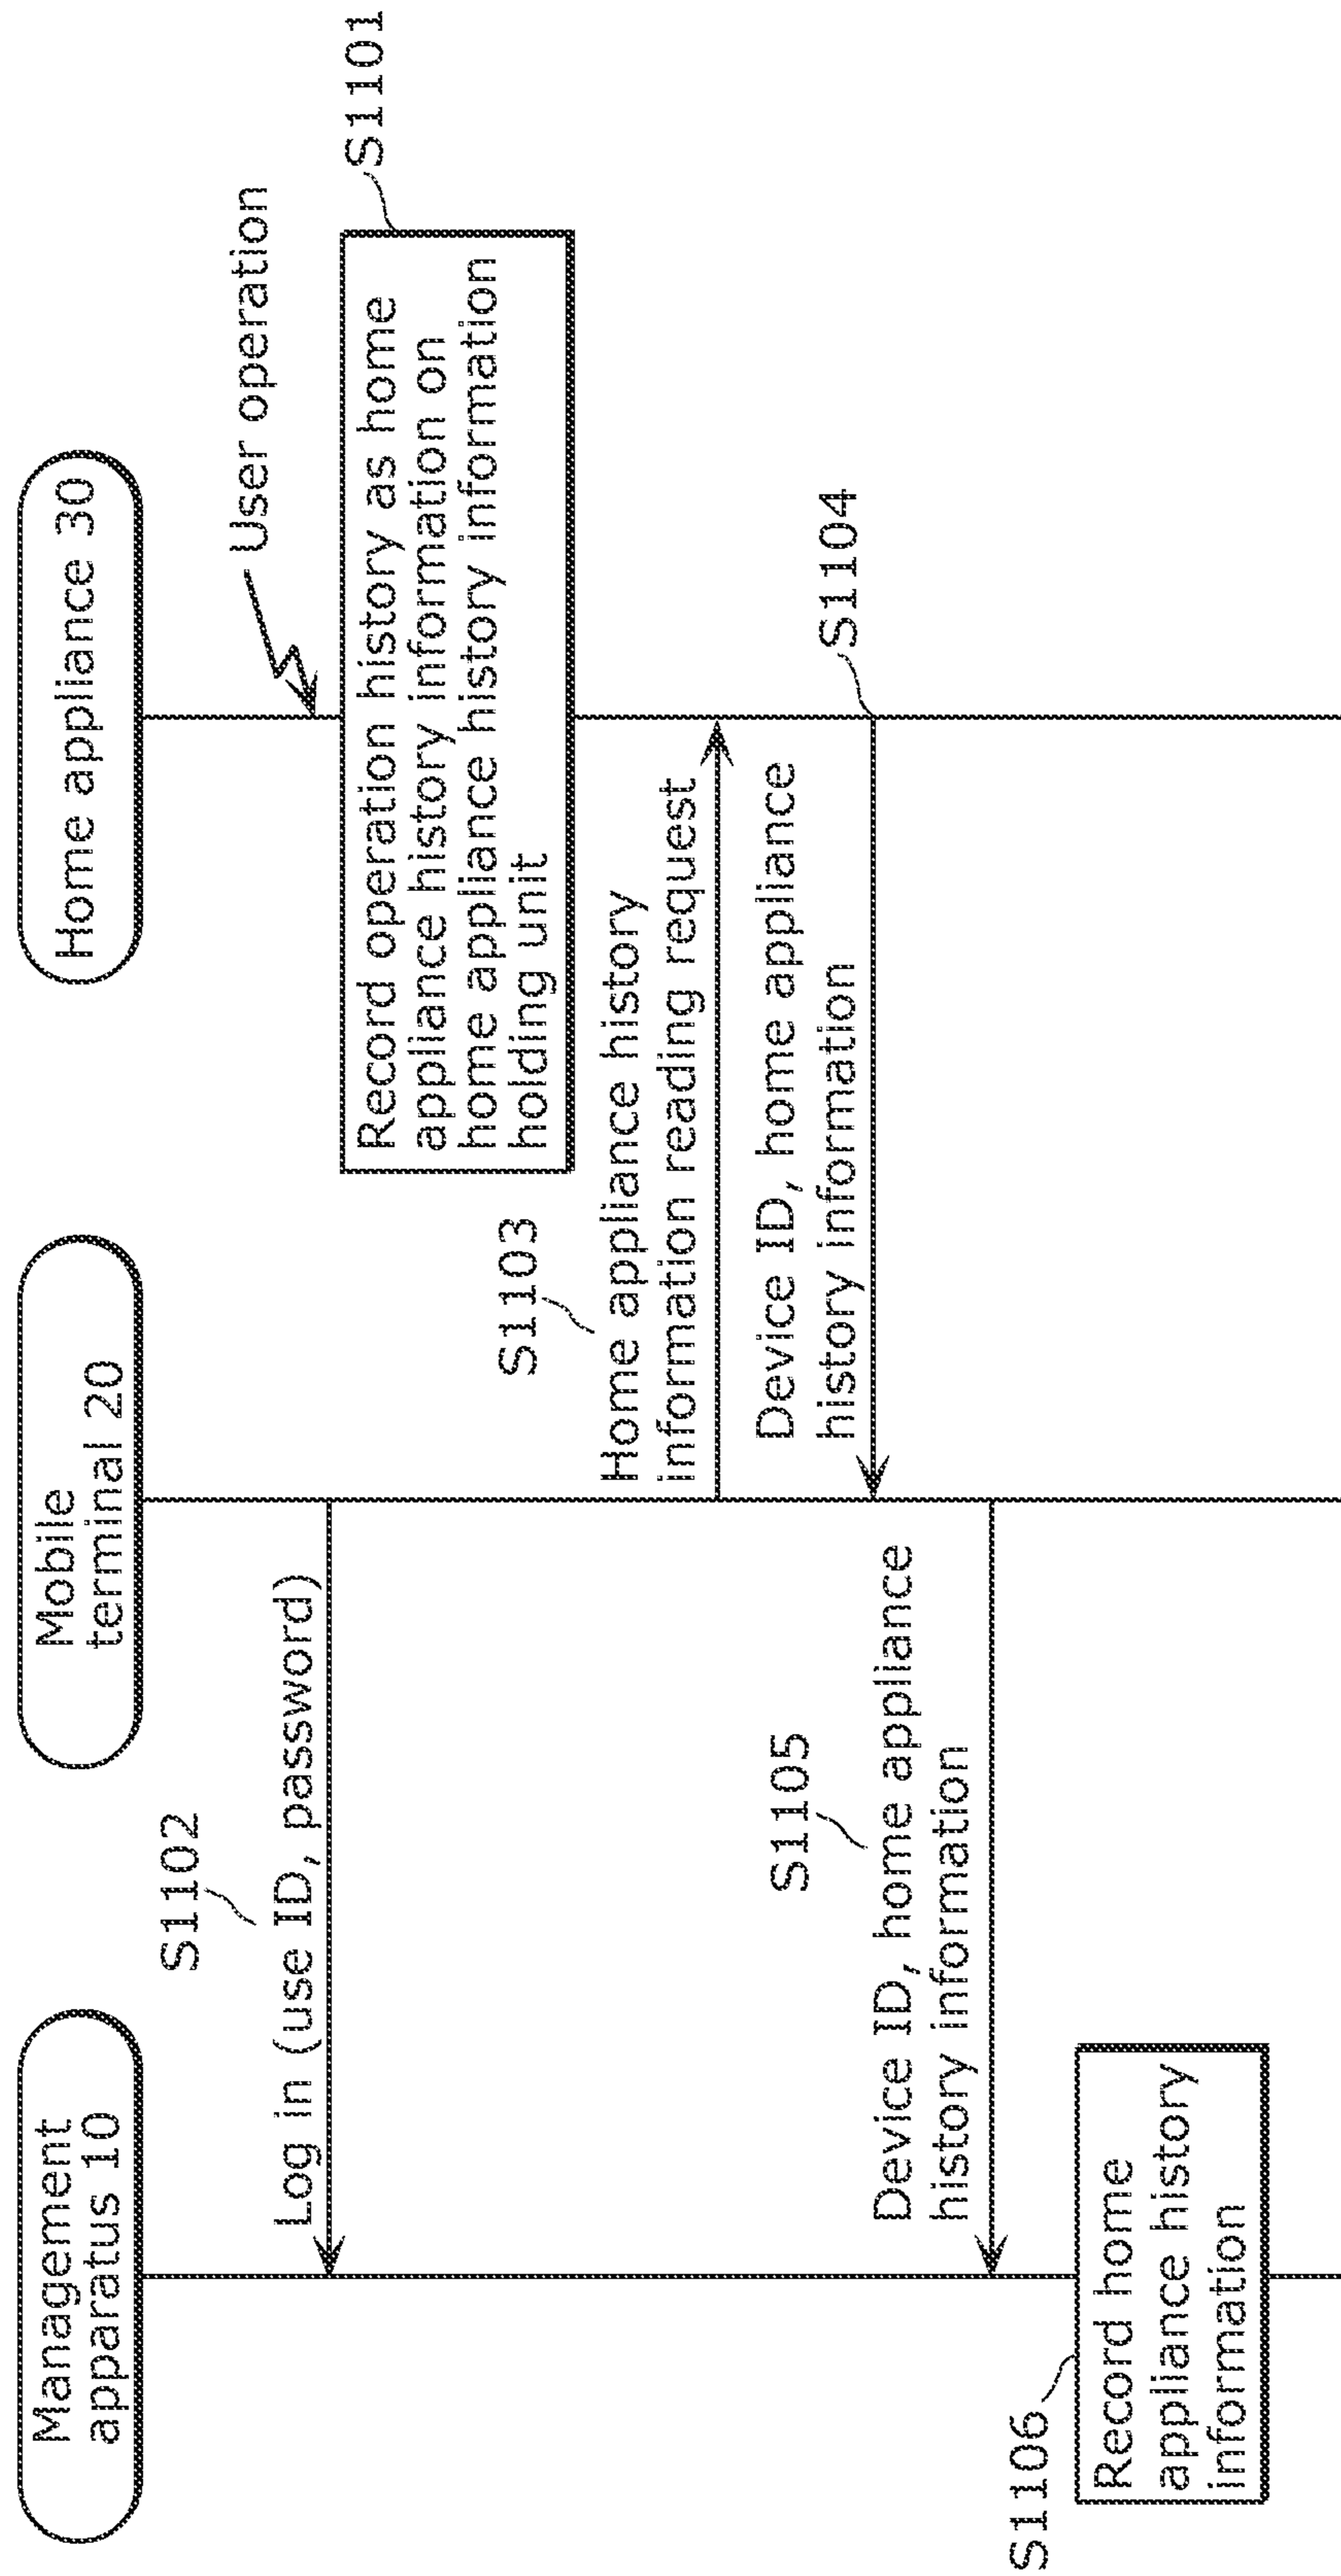 Management
apparatus 10
Mobile
terminal 20
Home appliance 30
S1102
Log in (use ID, password)
User operation
S1101
Record operation history as home
appliance history information on
home appliance history information
holding unit
S1103
Home appliance history
information reading request
Device ID, home appliance
history information
S1104
S1105
Device ID, home appliance
history information
S1106
Record home
appliance history
information